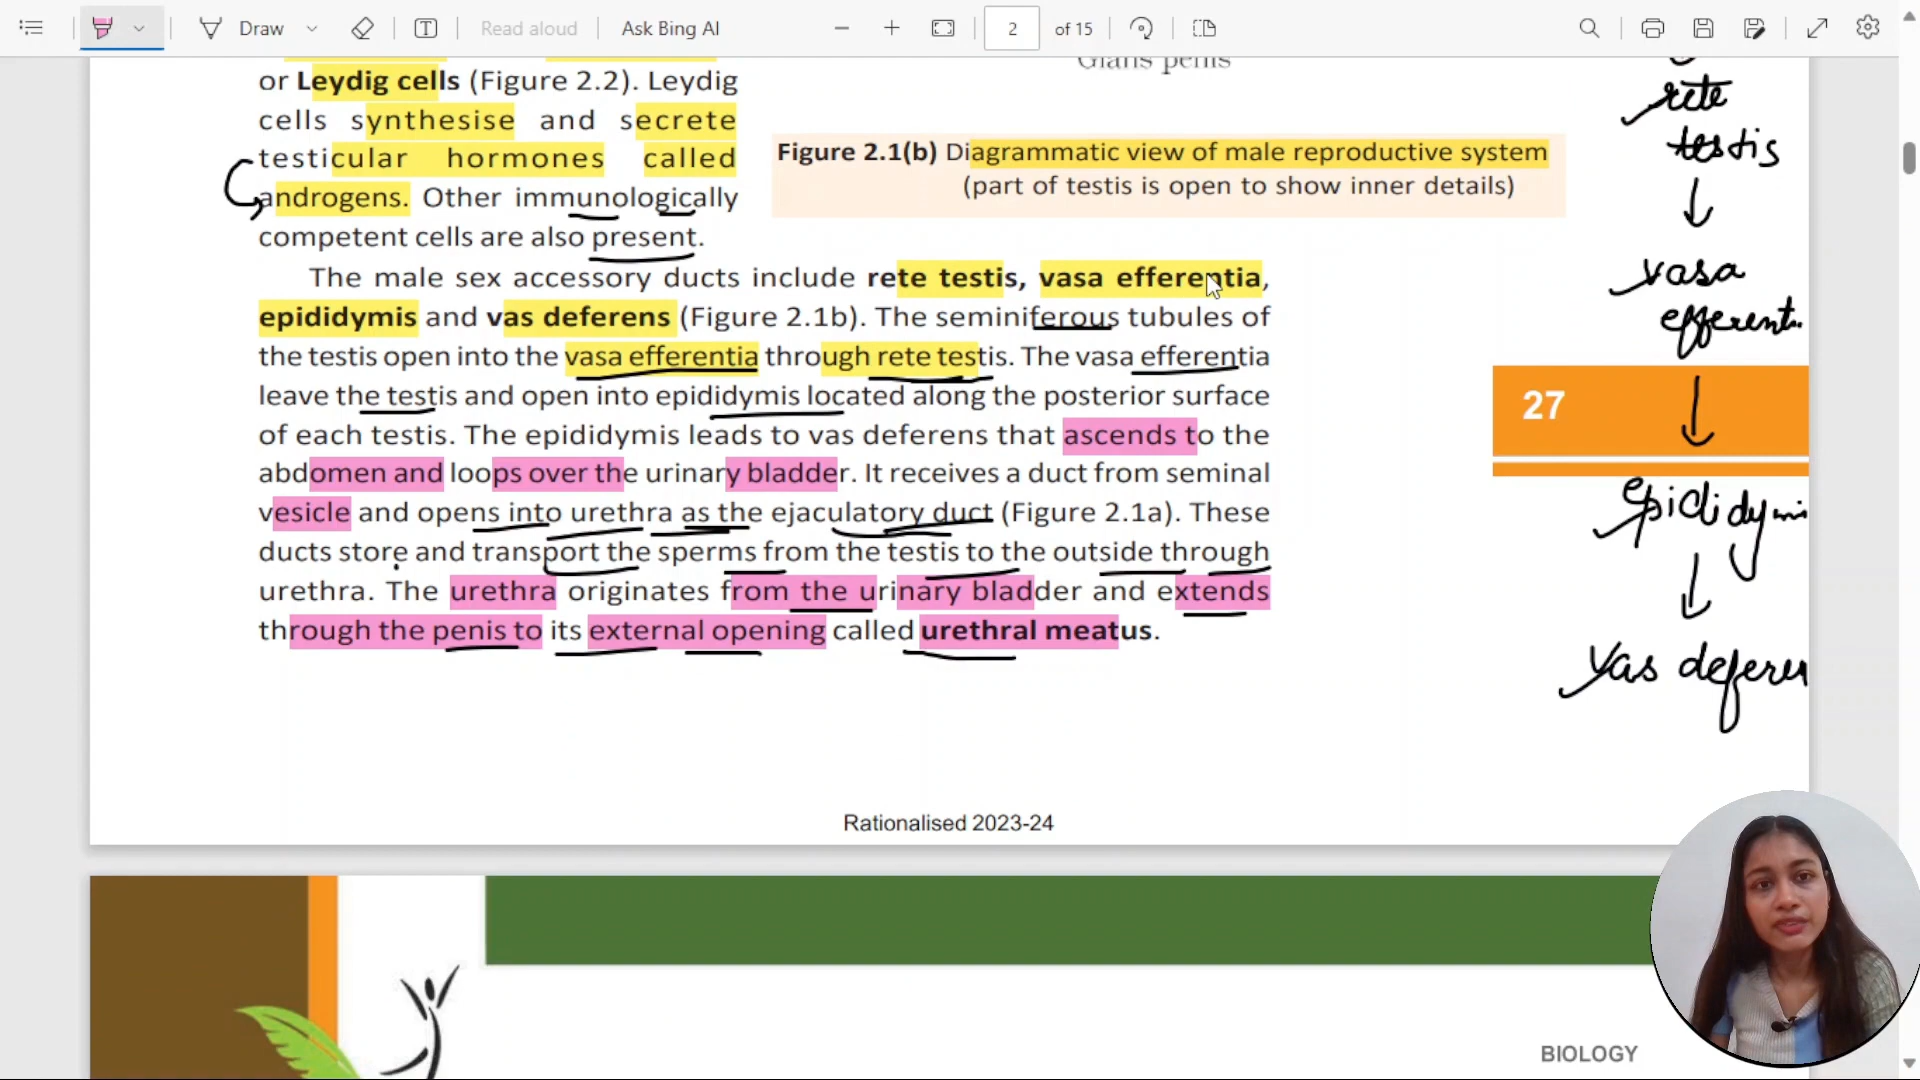 Draw
Read aloud
Ask Bing AI
2
of 15
or Leydig cells (Figure 2.2). Leydig
cells synthesise and secrete
testicular hormones called
androgens. Other immunologically
competent cells are also present.
Glans penis
Figure 2.1(b) Diagrammatic view of male reproductive system
(part of testis is open to show inner details)
The male sex accessory ducts include rete testis, vasa efferentia,
epididymis and vas deferens (Figure 2.1b). The seminiferous tubules of
the testis open into the vasa efferentia through rete testis. The vasa efferentia
leave the testis and open into epididymis located along the posterior surface
of each testis. The epididymis leads to vas deferens that ascends to the
abdomen and loops over the urinary bladder. It receives a duct from seminal
vesicle and opens into urethra as the ejaculatory duct (Figure 2.1a). These
ducts store and transport the sperms from the testis to the outside through
urethra. The urethra originates from the urinary bladder and extends
through the penis to its external opening called urethral meatus.
rete
testis
vasa
efferent
27
epididymi
vas deferen
Rationalised 2023-24
BIOLOGY